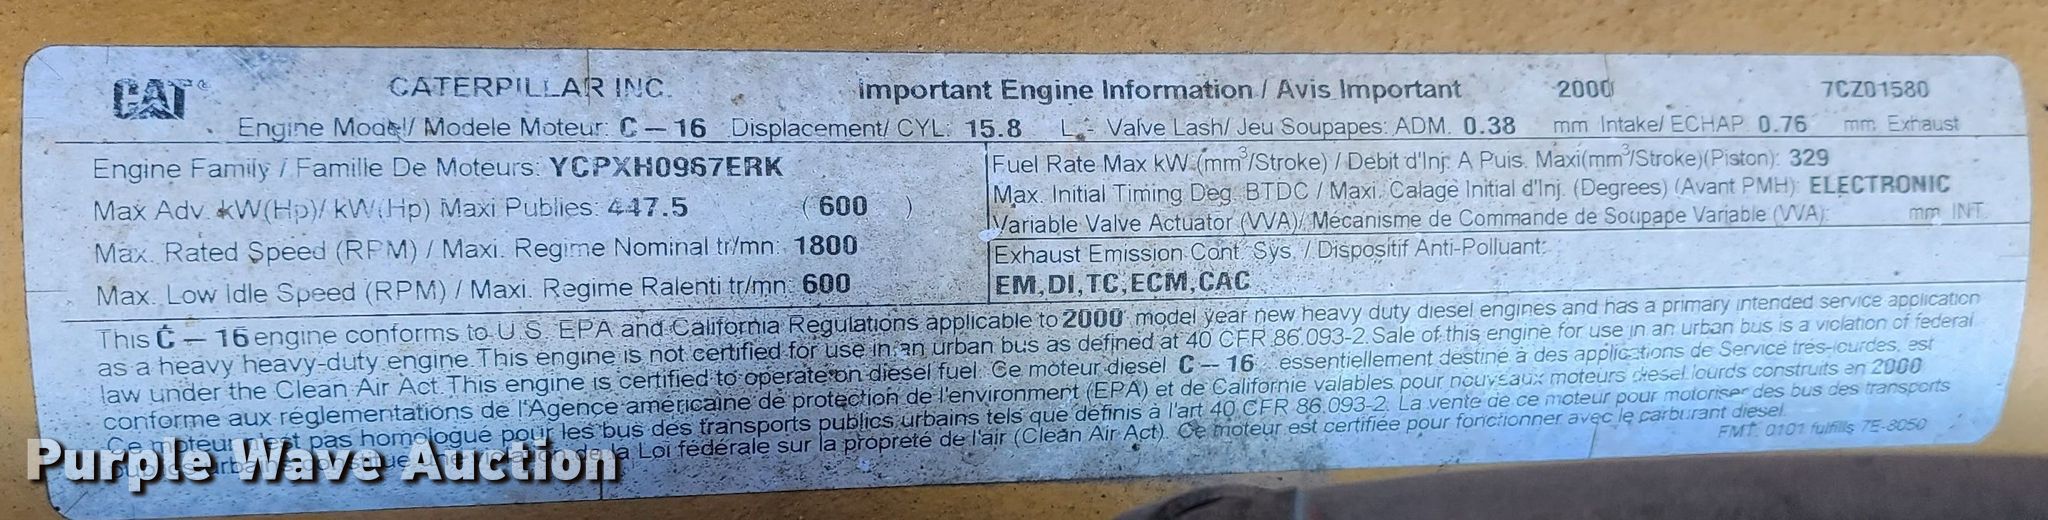 CAT® CATERPILLAR INC. Important Engine Information / Avis Important 2000 7CZ01580
Engine Model/ Modele Moteur: C - 16 Displacement/ CYL: 15.8 L - Valve Lash/ Jeu Soupapes: ADM. 0.38 mm Intake/ ECHAP 0.76 mm Exhaust
Engine Family / Famille De Moteurs: YCPXH0967ERK
Max Adv. kW(Hp)/ kW(Hp) Maxi Publies: 447.5 ( 600 )
Max. Rated Speed (RPM) / Maxi. Regime Nominal tr/mn: 1800
Max. Low Idle Speed (RPM) / Maxi. Regime Ralenti tr/mn: 600
Fuel Rate Max kW (mm³/Stroke) / Debit d'Inj. A Puis. Maxi(mm³/Stroke)(Piston): 329
Max. Initial Timing Deg. BTDC / Maxi. Calage Initial d'Inj. (Degrees) (Avant PMH): ELECTRONIC
Variable Valve Actuator (VVA)/ Mécanisme de Commande de Soupape Variable (VVA): mm INT.
Exhaust Emission Cont. Sys. / Dispositif Anti-Polluant:
EM,DI,TC,ECM,CAC
This C - 16 engine conforms to U.S. EPA and California Regulations applicable to 2000 model year new heavy duty diesel engines and has a primary intended service application
as a heavy heavy-duty engine. This engine is not certified for use in an urban bus as defined at 40 CFR 86.093-2. Sale of this engine for use in an urban bus is a violation of federal
law under the Clean Air Act. This engine is certified to operate on diesel fuel. Ce moteur diesel C - 16 essentiellement destiné à des applications de Service tres-lourdes, est
conforme aux réglementations de l'Agence américaine de protection de l'environment (EPA) et de Californie valables pour nouveaux moteurs diesel lourds construits an 2000
Ce moteur n'est pas homologué pour les bus des transports publics urbains tels que définis à l'art 40 CFR 86.093-2. La vente de ce moteur pour motoriser des bus des transports
la Loi fédérale sur la propreté de l'air (Clean Air Act). Ce moteur est certifiée pour fonctionner avec le carburant diesel.
FMT. 0101 fulfills 7E-8050
Purple Wave Auction